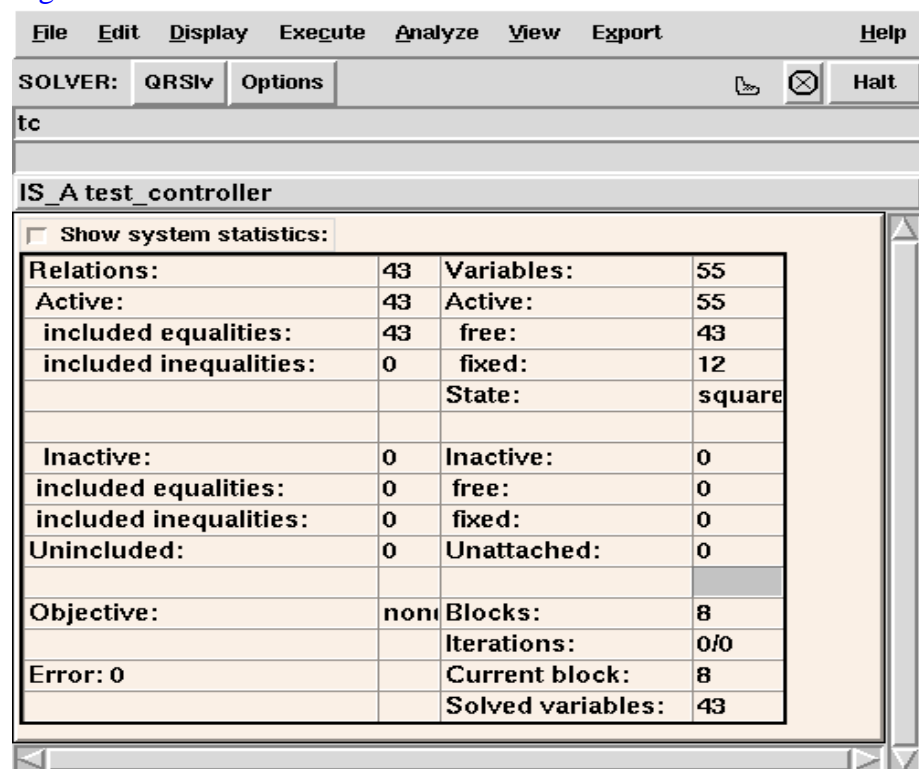 File Edit Display Execute Analyze View Export Help
SOLVER: QRSlv Options Halt
tc
IS_A test_controller
Show system statistics:
Relations: 43 Variables: 55
Active: 43 Active: 55
included equalities: 43 free: 43
included inequalities: 0 fixed: 12
State: square
Inactive: 0 Inactive: 0
included equalities: 0 free: 0
included inequalities: 0 fixed: 0
Unincluded: 0 Unattached: 0
Objective: none Blocks: 8
Iterations: 0/0
Error: 0 Current block: 8
Solved variables: 43